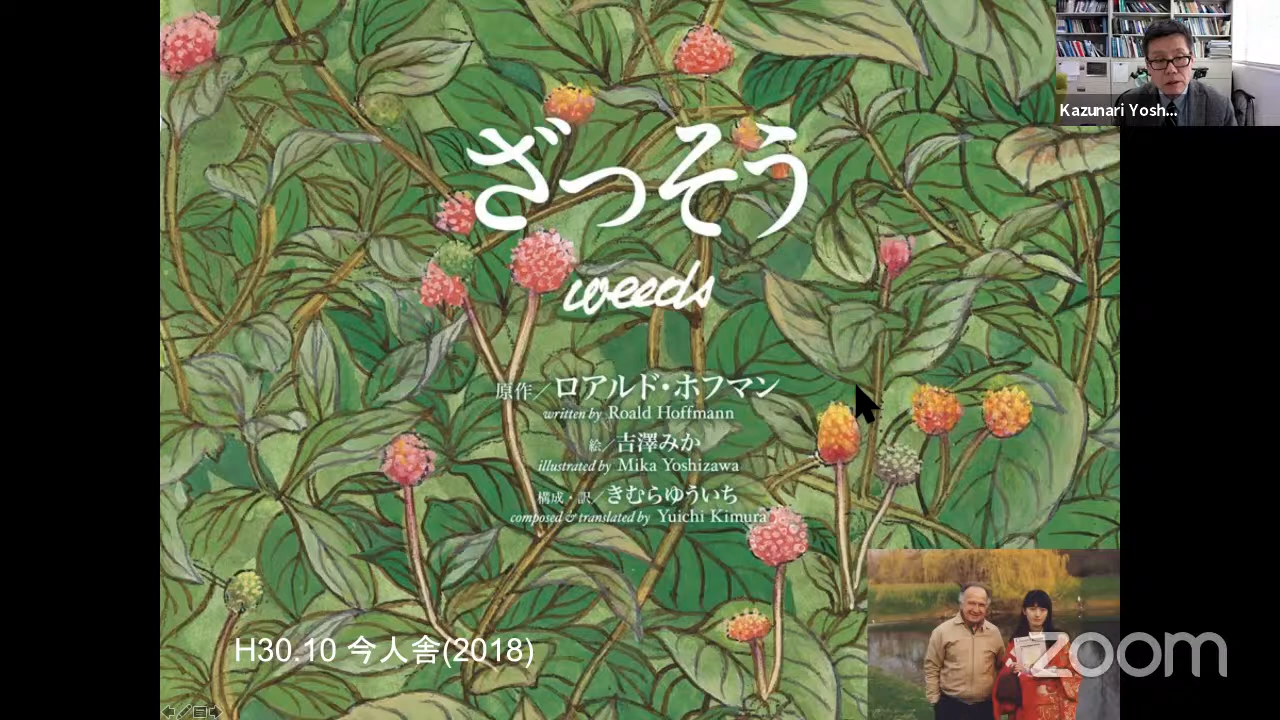 Kazunari Yosh...
ざっそう
weeds
原作／ロアルド・ホフマン
written by Roald Hoffmann
絵／吉澤みか
illustrated by Mika Yoshizawa
構成・訳／きむらゆういち
composed & translated by Yuichi Kimura
H30.10 今人舎(2018)
zoom